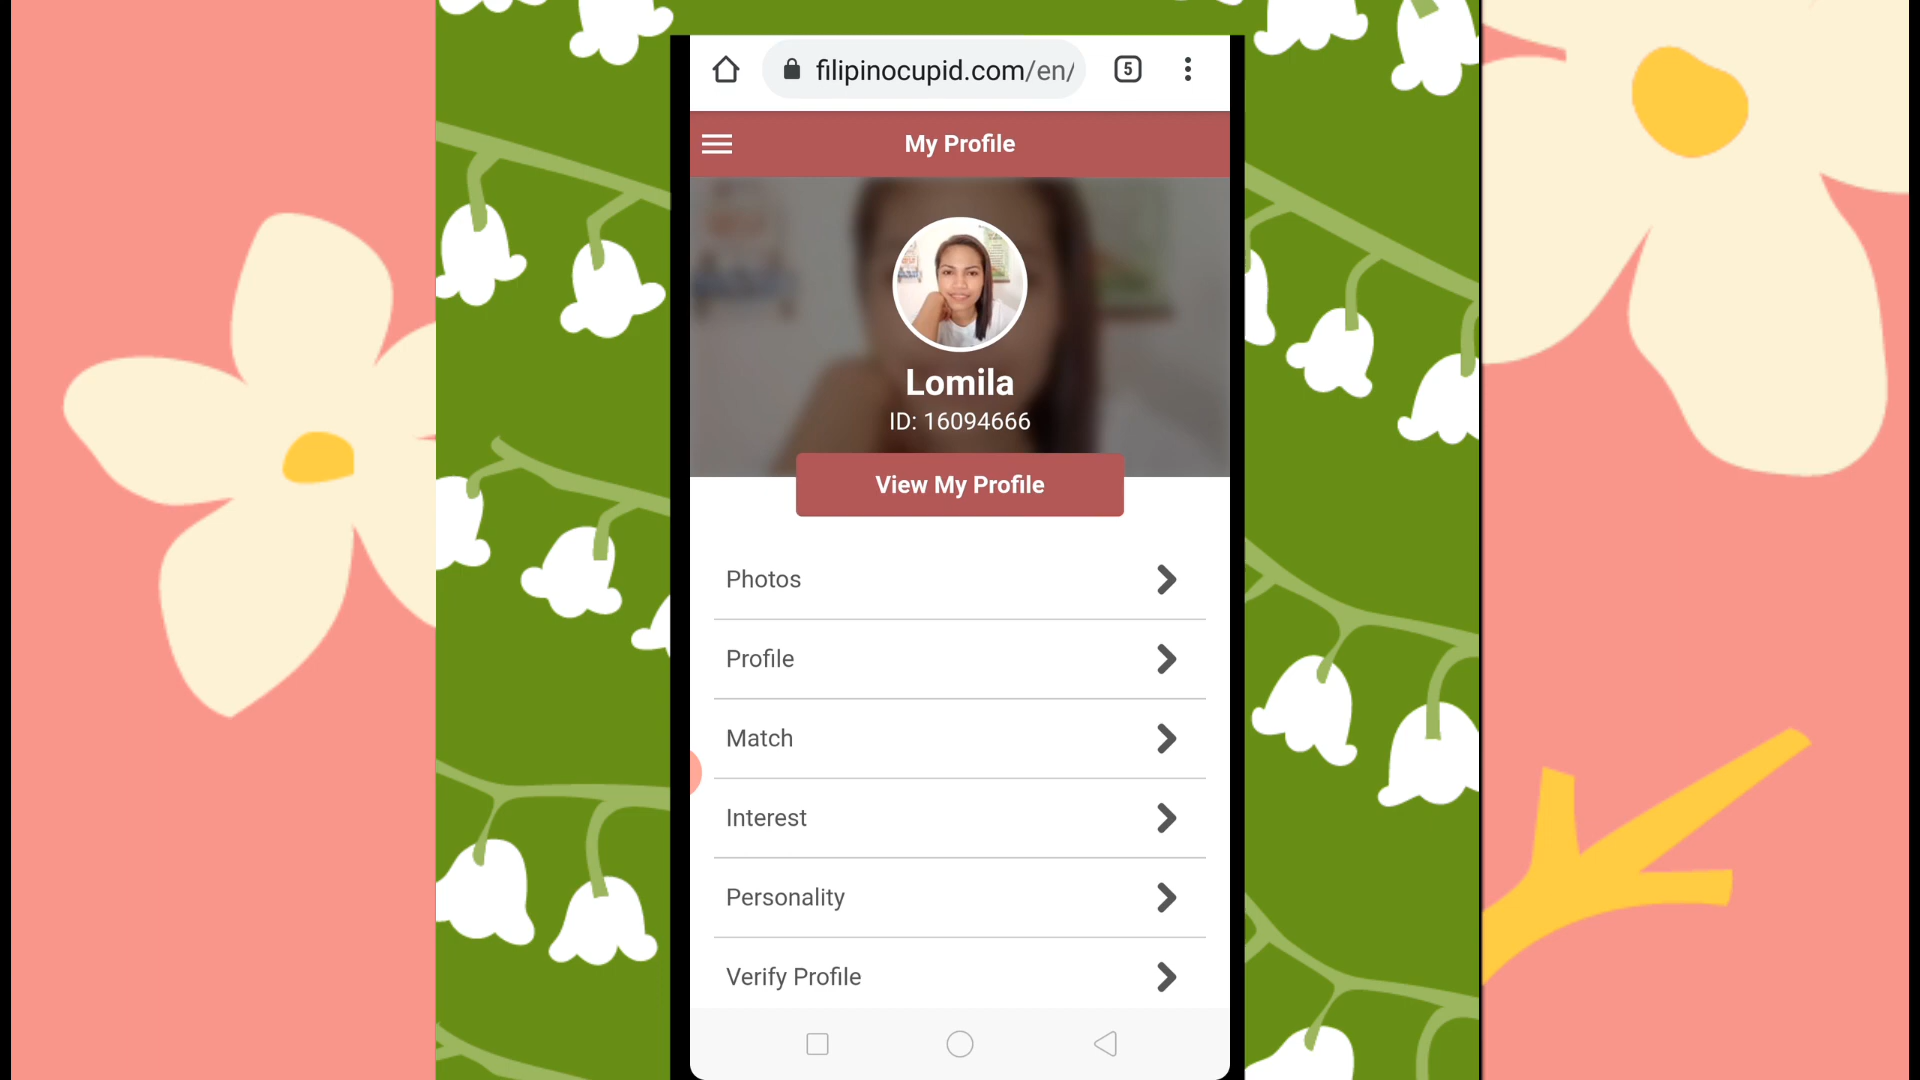 filipinocupid.com/en/
5
My Profile
Lomila
ID: 16094666
View My Profile
Photos
Profile
Match
Interest
Personality
Verify Profile